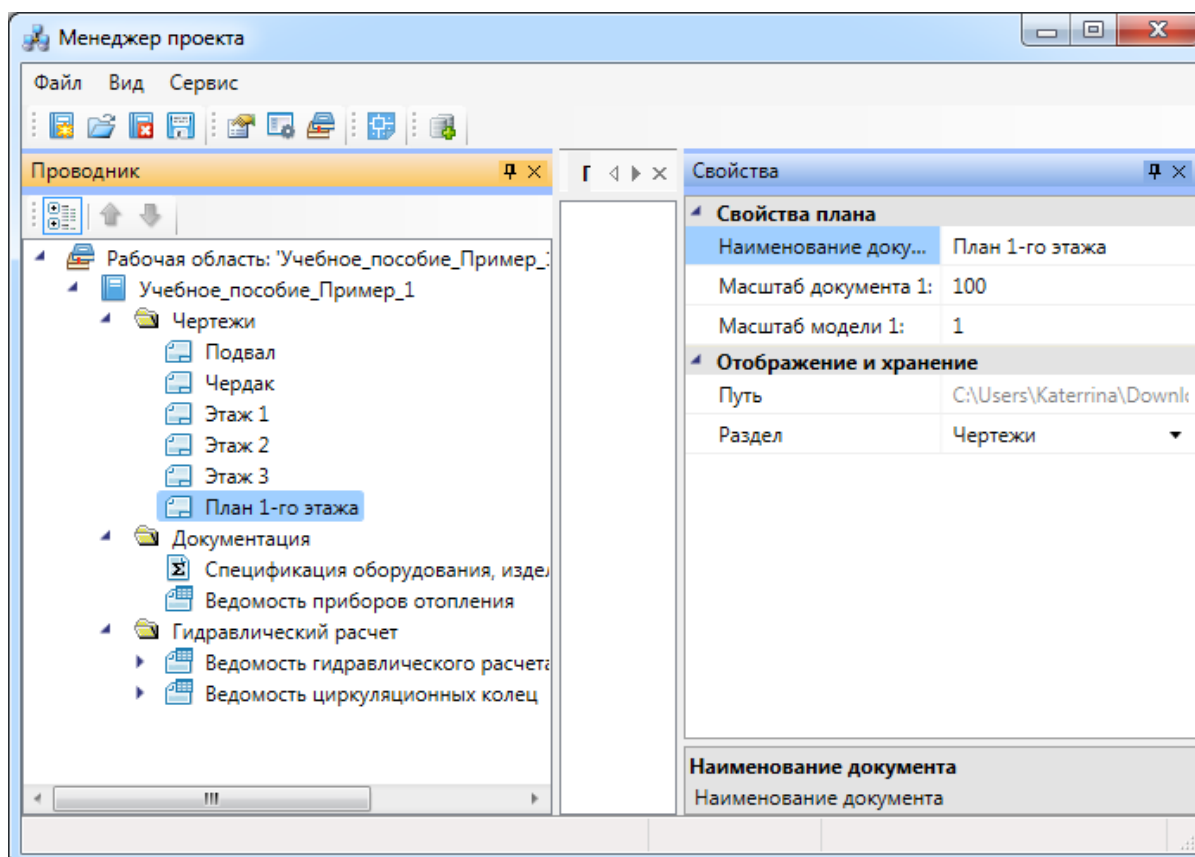 Менеджер проекта
Файл Вид Сервис
Проводник
Рабочая область: 'Учебное_пособие_Пример_
Учебное_пособие_Пример_1
Чертежи
Подвал
Чердак
Этаж 1
Этаж 2
Этаж 3
План 1-го этажа
Документация
Спецификация оборудования,
Ведомость приборов отопления
Гидравлический расчет
Ведомость гидравлического расчета
Ведомость циркуляционных колец
Свойства
Свойства плана
Наименование доку... План 1-го этажа
Масштаб документа 1: 100
Масштаб модели 1: 1
Отображение и хранение
Путь C:\Users\Katerrina\Downl
Раздел Чертежи
Наименование документа
Наименование документа